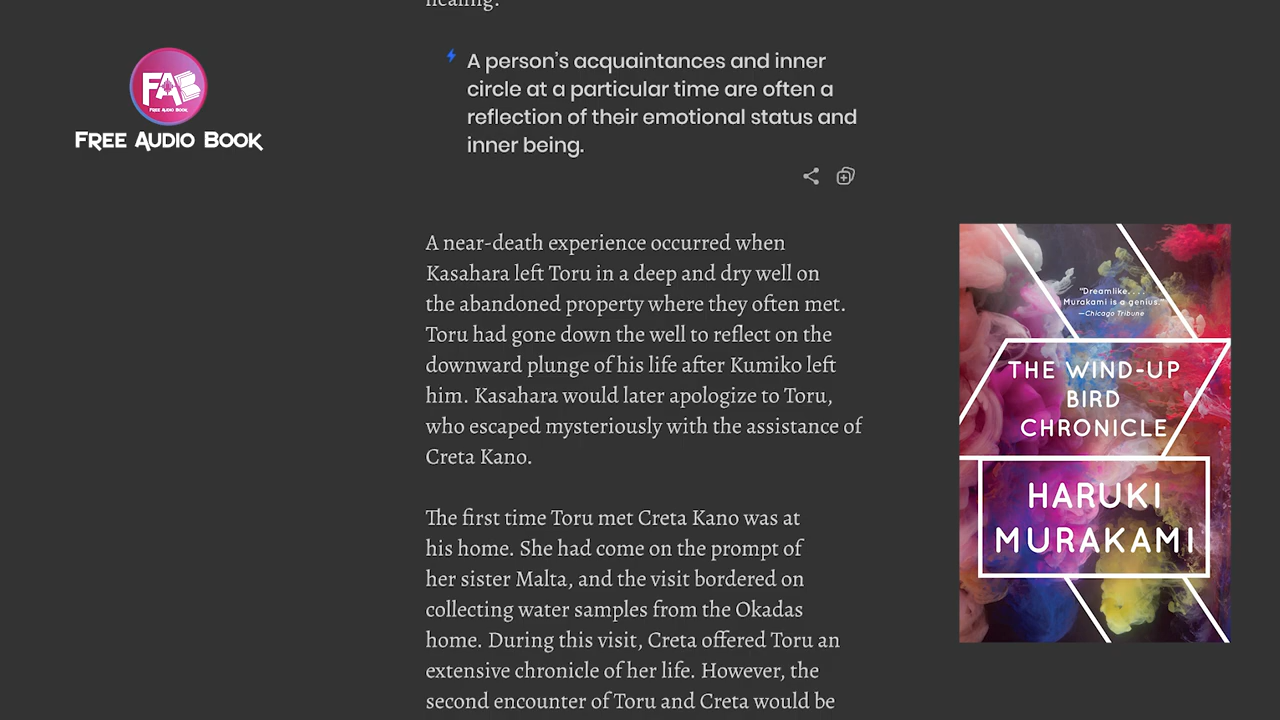 healing.
FAB
FREE AUDIO BOOK
FREE AUDIO BOOK
A person’s acquaintances and inner
circle at a particular time are often a
reflection of their emotional status and
inner being.
A near-death experience occurred when
Kasahara left Toru in a deep and dry well on
the abandoned property where they often met.
Toru had gone down the well to reflect on the
downward plunge of his life after Kumiko left
him. Kasahara would later apologize to Toru,
who escaped mysteriously with the assistance of
Creta Kano.
The first time Toru met Creta Kano was at
his home. She had come on the prompt of
her sister Malta, and the visit bordered on
collecting water samples from the Okadas
home. During this visit, Creta offered Toru an
extensive chronicle of her life. However, the
second encounter of Toru and Creta would be
"Dreamlike. . . .
Murakami is a genius."
—Chicago Tribune
THE WIND-UP
BIRD
CHRONICLE
HARUKI
MURAKAMI